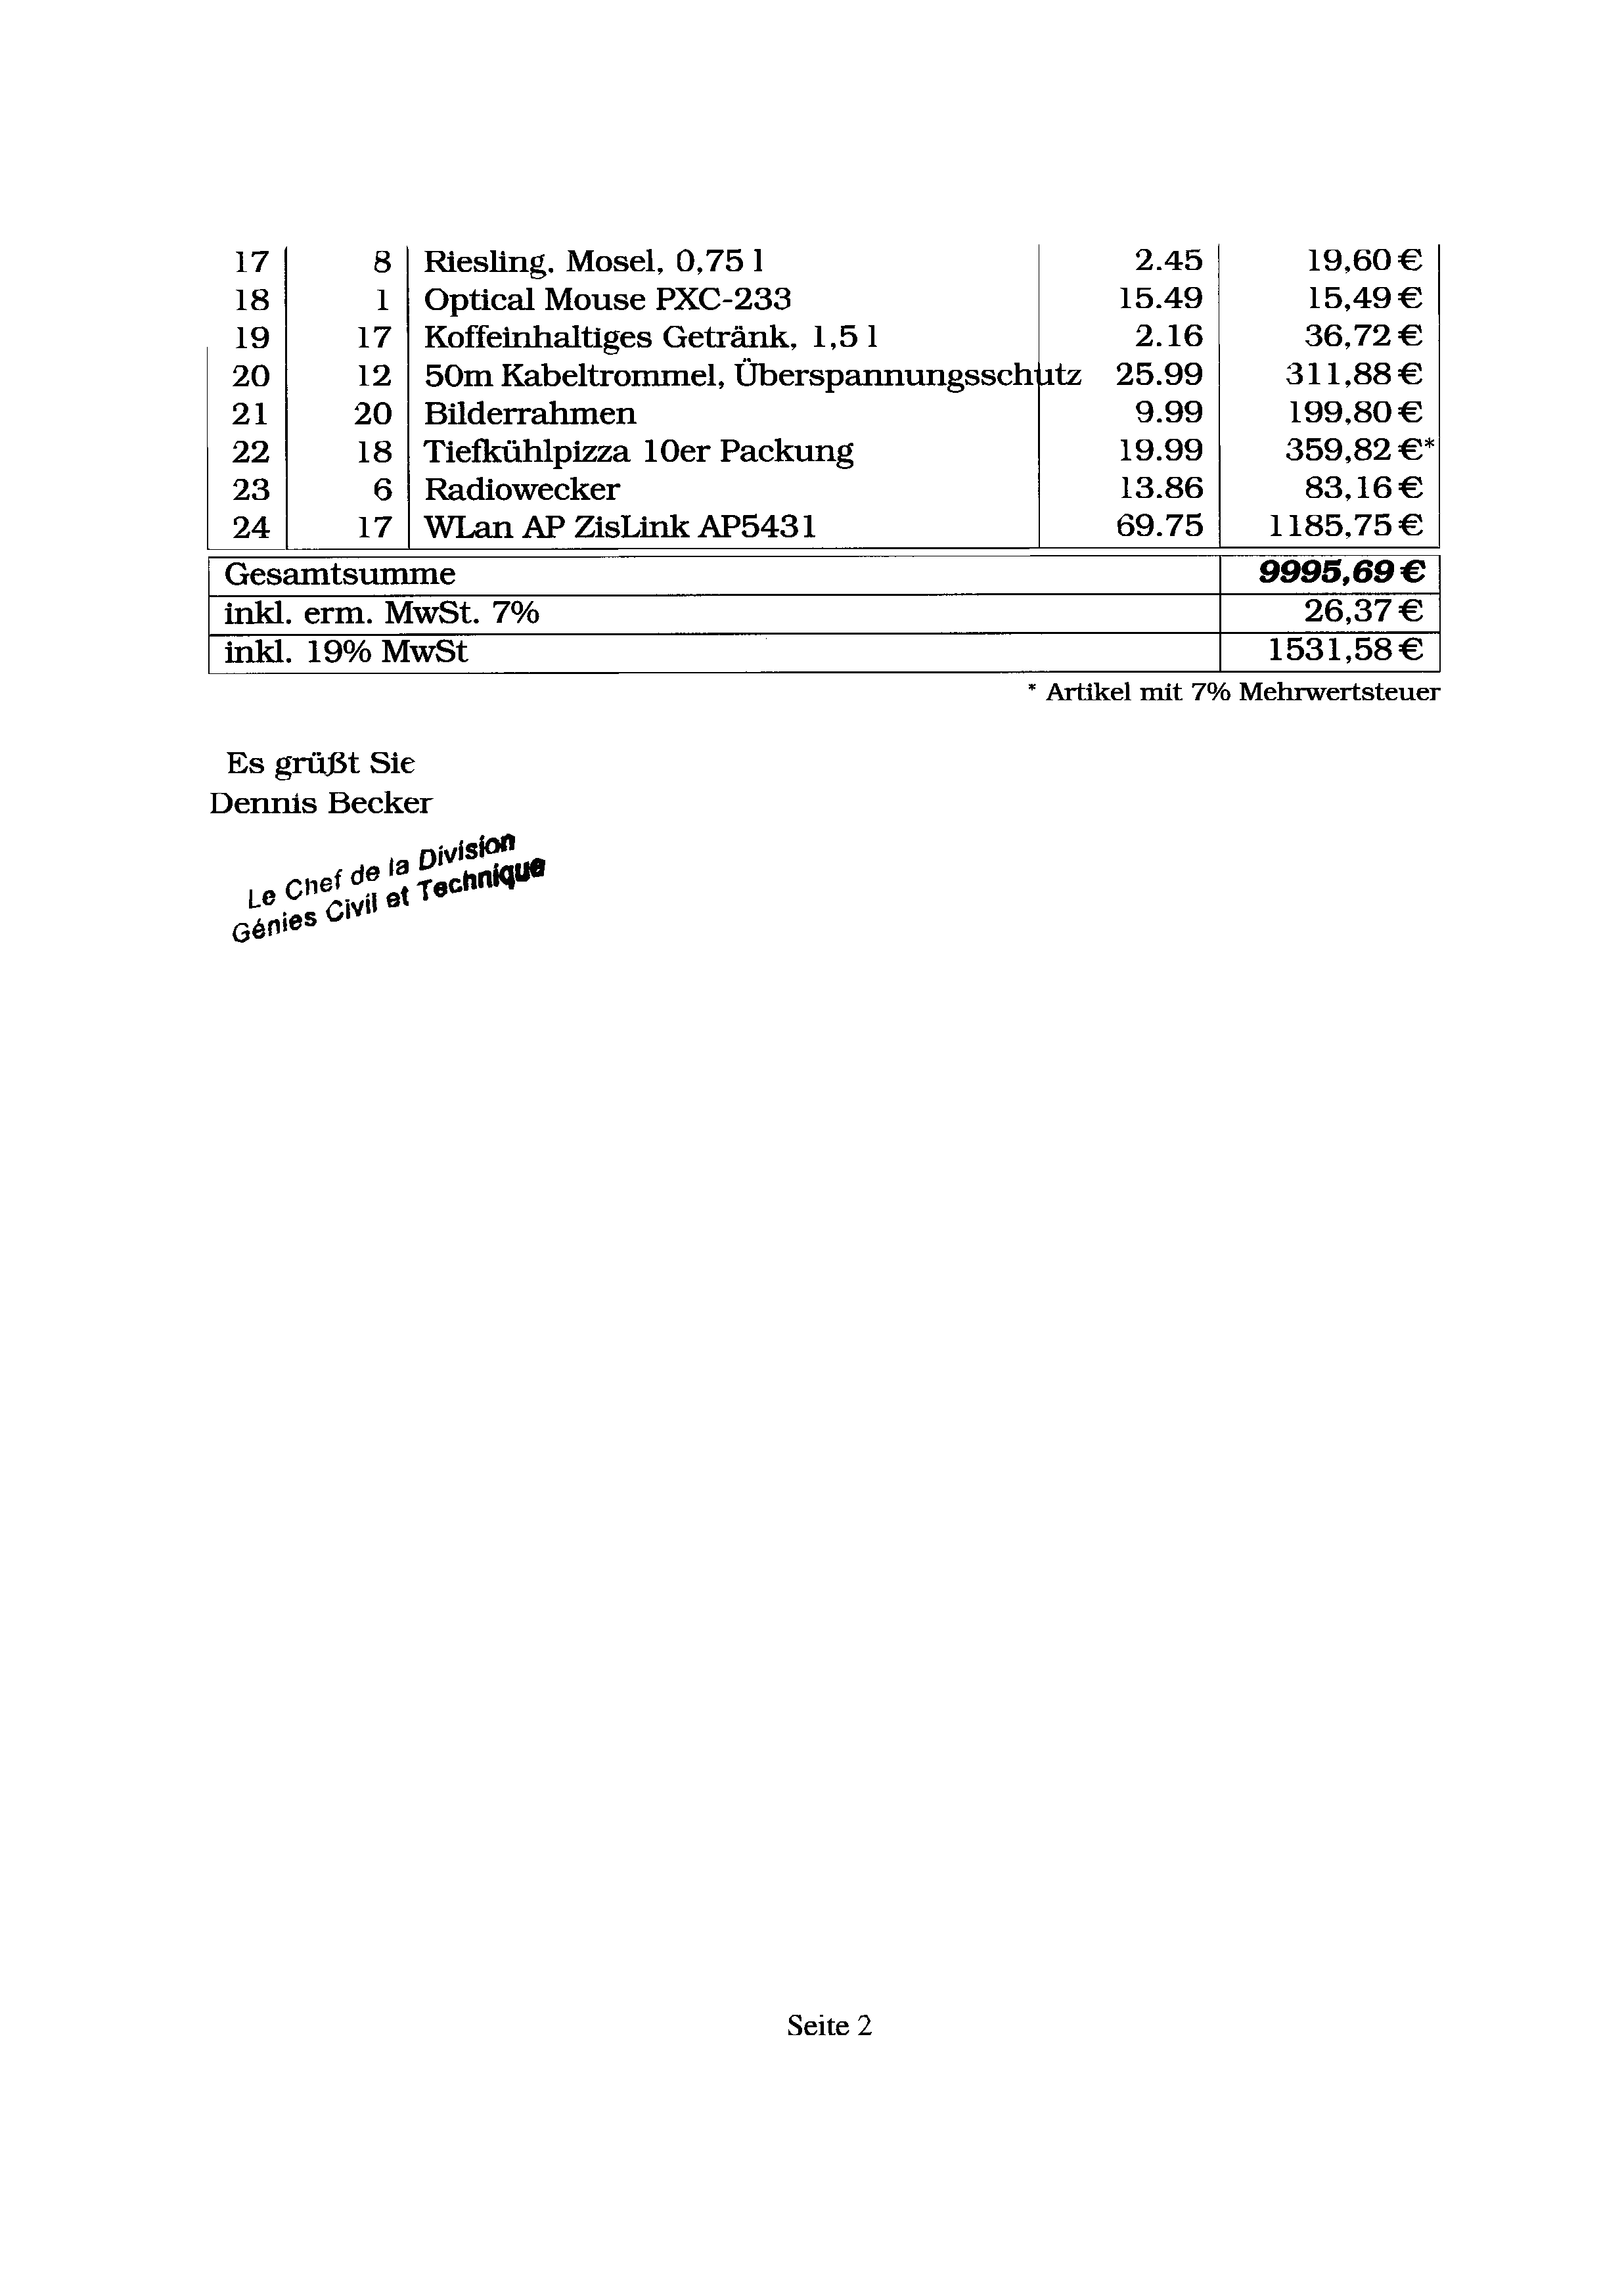 17 8 Riesling, Mosel, 0,75 l 2.45 19,60 €
18 1 Optical Mouse PXC-233 15.49 15,49 €
19 17 Koffeinhaltiges Getränk, 1,5 l 2.16 36,72 €
20 12 50m Kabeltrommel, Überspannungsschutz 25.99 311,88 €
21 20 Bilderrahmen 9.99 199,80 €
22 18 Tiefkühlpizza 10er Packung 19.99 359,82 €*
23 6 Radiowecker 13.86 83,16 €
24 17 WLan AP ZisLink AP5431 69.75 1185,75 €
Gesamtsumme 9995,69 €
inkl. erm. MwSt. 7% 26,37 €
inkl. 19% MwSt 1531,58 €
* Artikel mit 7% Mehrwertsteuer
Es grüßt Sie
Dennis Becker
Le Chef de la Division
Génies Civil et Technique
Seite 2